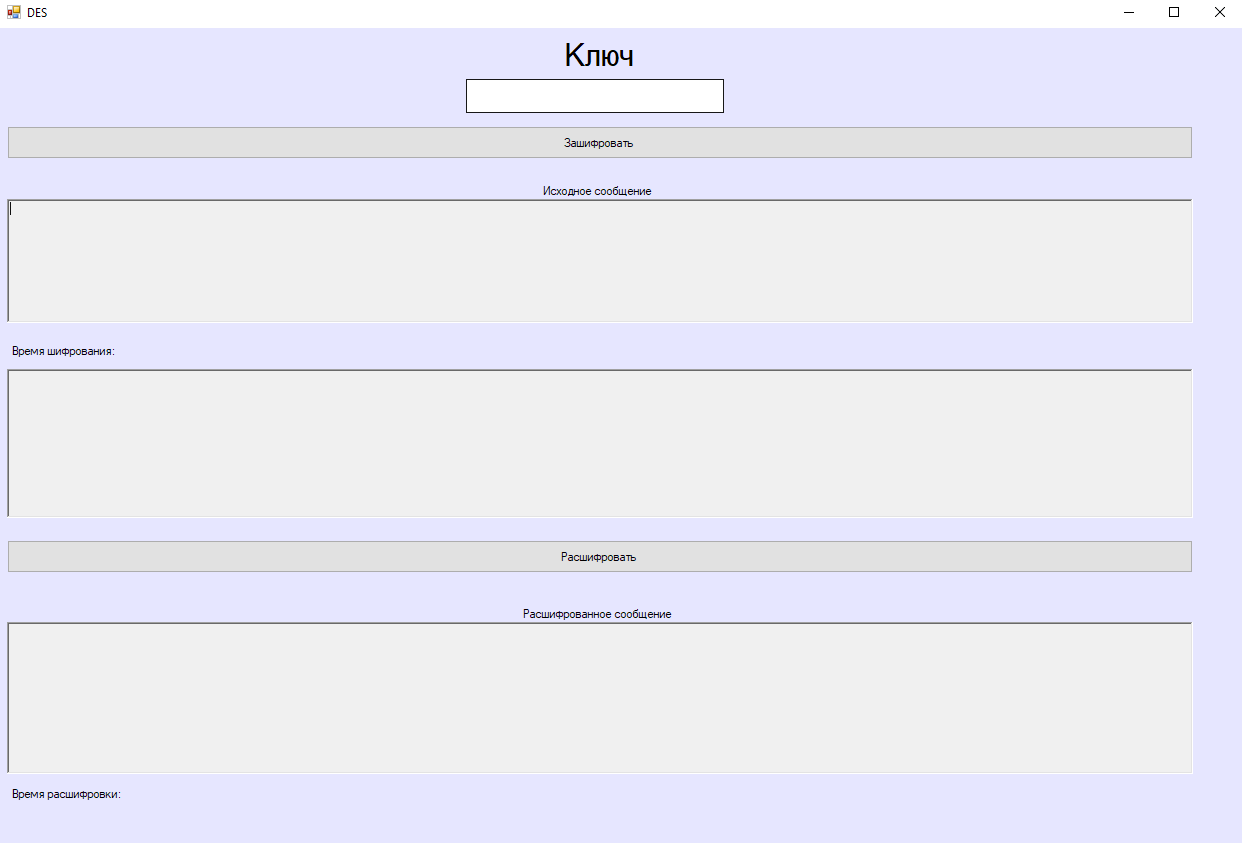 DES
Ключ
Зашифровать
Исходное сообщение
Время шифрования:
Расшифровать
Расшифрованное сообщение
Время расшифровки: